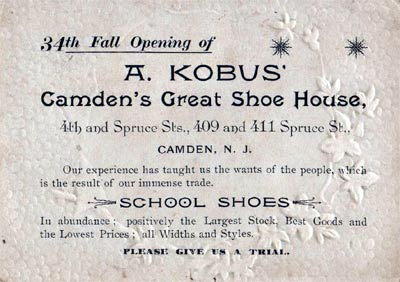 34th Fall Opening of
A. KOBUS'
Camden's Great Shoe House,
4th and Spruce Sts., 409 and 411 Spruce St.,
CAMDEN, N. J.
Our experience has taught us the wants of the people, which
is the result of our immense trade.
SCHOOL SHOES
In abundance; positively the Largest Stock, Best Goods and
the Lowest Prices; all Widths and Styles.
PLEASE GIVE US A TRIAL.